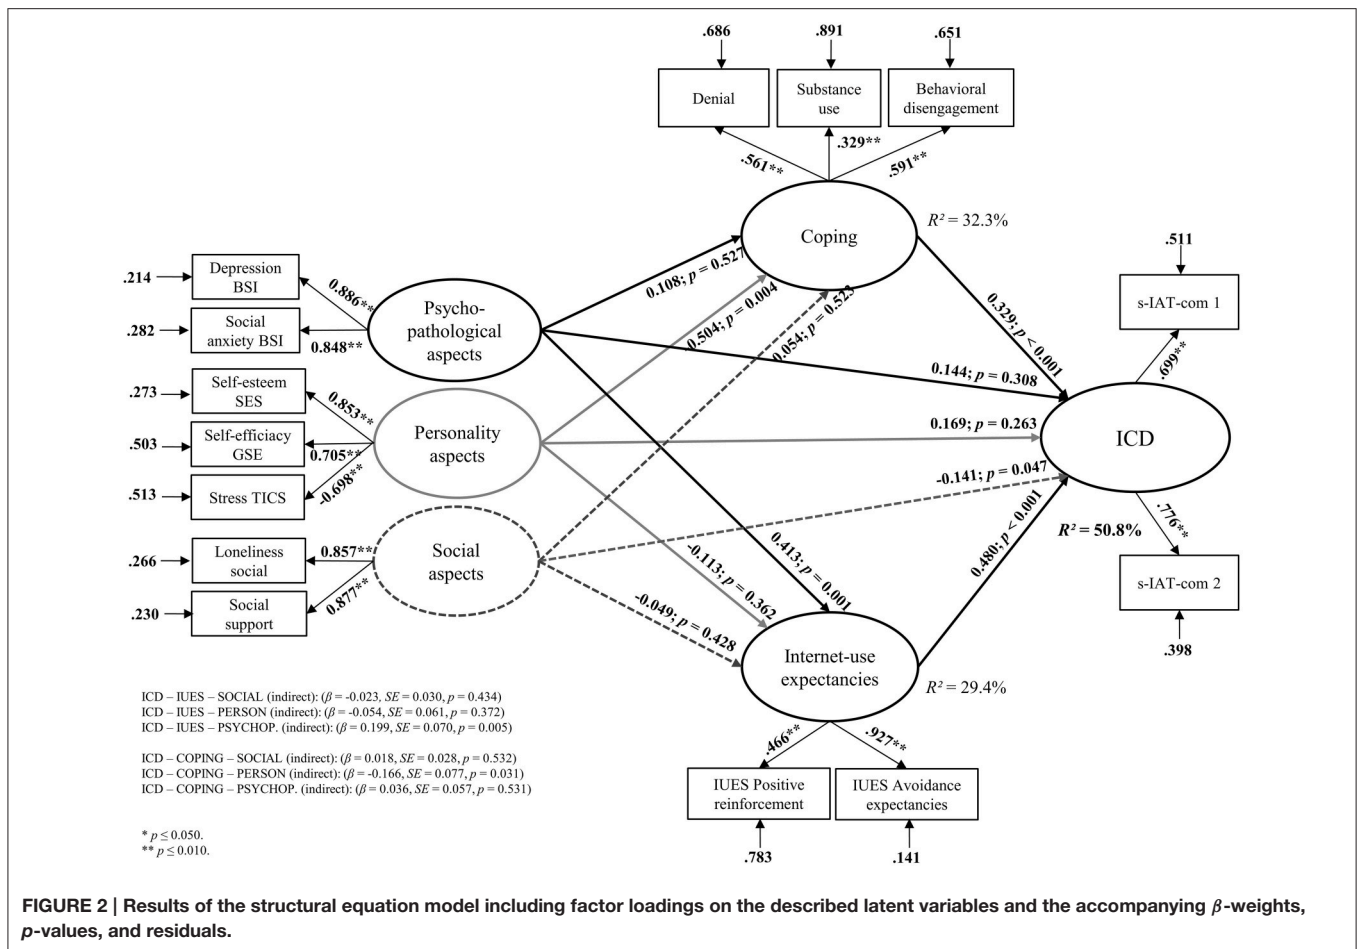 .686
.891
.651
Denial
Substance
use
Behavioral
disengagement
.561**
.329**
.591**
Coping
R² = 32.3%
.511
s-IAT-com 1
.699**
.214
Depression
BSI
0.886**
.282
Social
anxiety BSI
0.848**
Psycho-
pathological
aspects
0.108; p = 0.527
-0.504; p = 0.004
0.054; p = 0.523
0.329; p < 0.001
0.144; p = 0.308
.273
Self-esteem
SES
0.853**
.503
Self-efficiacy
GSE
0.705**
.513
Stress TICS
-0.698**
Personality
aspects
0.169; p = 0.263
ICD
-0.141; p = 0.047
.266
Loneliness
social
0.857**
.230
Social
support
0.877**
Social
aspects
0.413; p = 0.001
-0.113; p = 0.362
-0.049; p = 0.428
0.480; p < 0.001
R² = 50.8%
.776**
s-IAT-com 2
.398
Internet-use
expectancies
R² = 29.4%
.466**
.927**
IUES Positive
reinforcement
IUES Avoidance
expectancies
.783
.141
ICD – IUES – SOCIAL (indirect): (β = -0.023, SE = 0.030, p = 0.434)
ICD – IUES – PERSON (indirect): (β = -0.054, SE = 0.061, p = 0.372)
ICD – IUES – PSYCHOP. (indirect): (β = 0.199, SE = 0.070, p = 0.005)
ICD – COPING – SOCIAL (indirect): (β = 0.018, SE = 0.028, p = 0.532)
ICD – COPING – PERSON (indirect): (β = -0.166, SE = 0.077, p = 0.031)
ICD – COPING – PSYCHOP. (indirect): (β = 0.036, SE = 0.057, p = 0.531)
* p ≤ 0.050.
** p ≤ 0.010.
FIGURE 2 | Results of the structural equation model including factor loadings on the described latent variables and the accompanying β-weights,
p-values, and residuals.